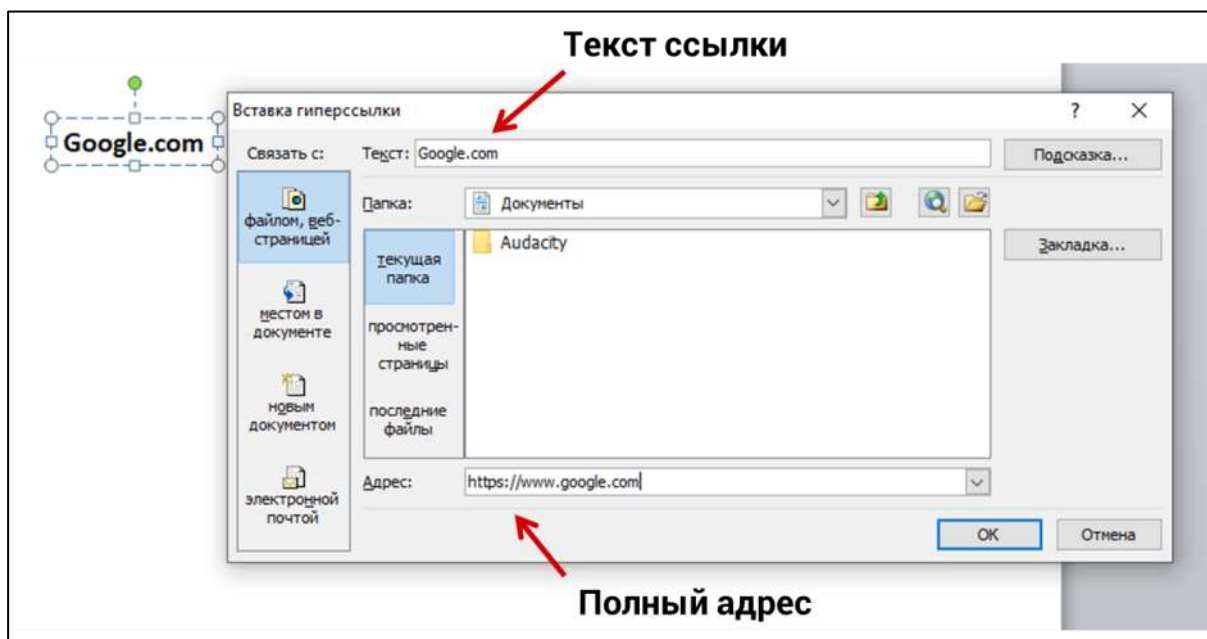 Текст ссылки
Google.com
Вставка гиперссылки
?
Связать с:
Текст: Google.com
Подсказка...
файлом, веб-
страницей
Папка:
Документы
текущая
папка
Audacity
Закладка...
местом в
документе
просмотрен-
ные
страницы
новым
документом
последние
файлы
электронной
почтой
Адрес:
https://www.google.com
ОК
Отмена
Полный адрес